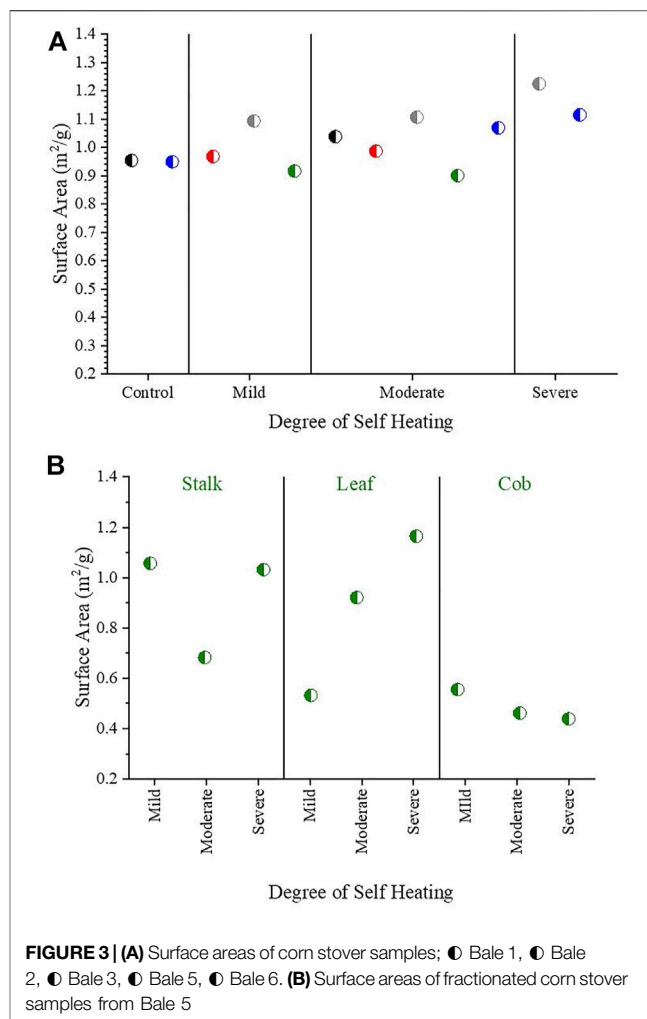 A
1.4
1.3
1.2
1.1
1.0
0.9
0.8
0.7
0.6
0.5
0.4
0.3
0.2
Surface Area (m²/g)
Control Mild Moderate Severe
Degree of Self Heating
B
Stalk Leaf Cob
1.4
1.2
1.0
0.8
0.6
0.4
0.2
Surface Area (m²/g)
Mild Moderate Severe Mild Moderate Severe MIld Moderate Severe
Degree of Self Heating
FIGURE 3 | (A) Surface areas of corn stover samples; ◐ Bale 1, ◐ Bale
2, ◐ Bale 3, ◐ Bale 5, ◐ Bale 6. (B) Surface areas of fractionated corn stover
samples from Bale 5